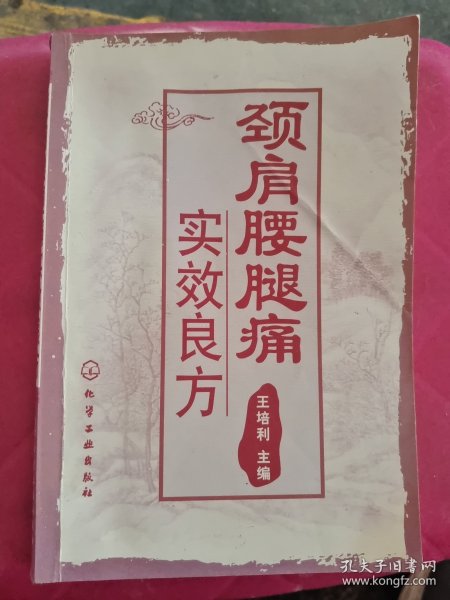 颈肩腰腿痛
实效良方
王培利 主编
化学工业出版社
孔夫子旧书网
www.kongfz.com